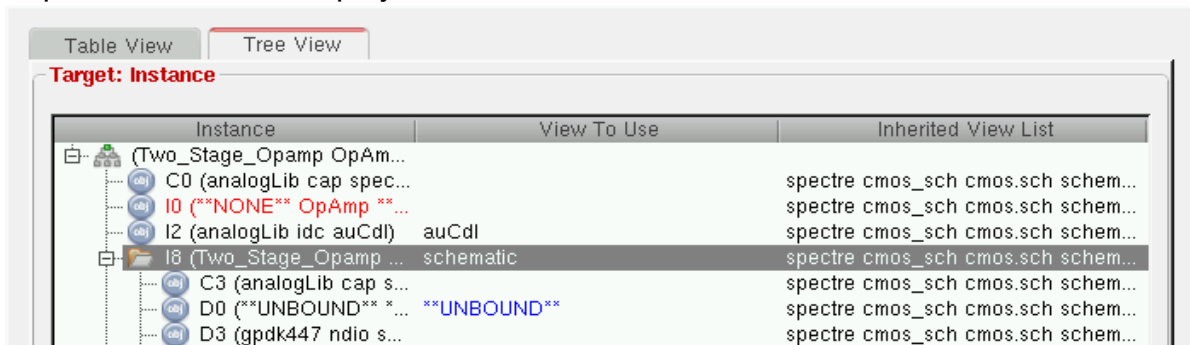 Table View Tree View
Target: Instance
Instance View To Use Inherited View List
(Two_Stage_Opamp OpAm...
C0 (analogLib cap spec... spectre cmos_sch cmos.sch schem...
I0 (**NONE** OpAmp **... spectre cmos_sch cmos.sch schem...
I2 (analogLib idc auCdl) auCdl spectre cmos_sch cmos.sch schem...
I8 (Two_Stage_Opamp ... schematic spectre cmos_sch cmos.sch schem...
C3 (analogLib cap s... spectre cmos_sch cmos.sch schem...
D0 (**UNBOUND** *... **UNBOUND** spectre cmos_sch cmos.sch schem...
D3 (gpdk447 ndio s... spectre cmos_sch cmos.sch schem...